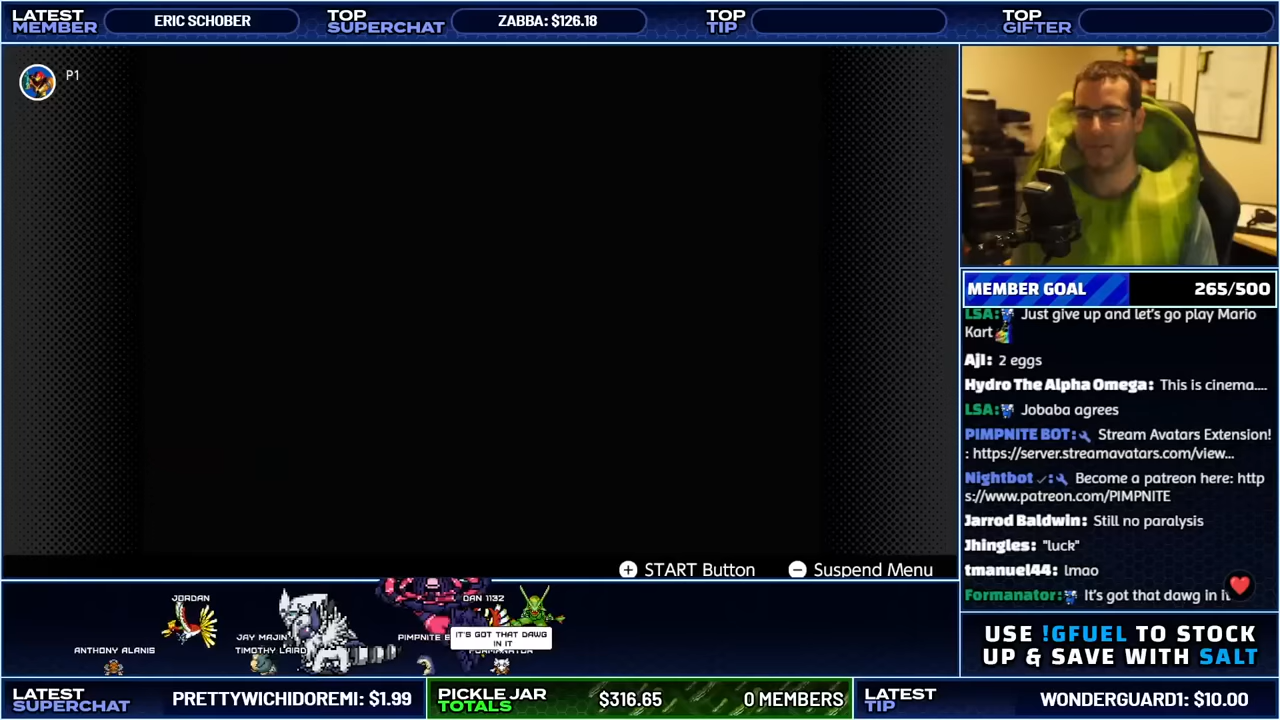 LATEST MEMBER
ERIC SCHOBER
TOP SUPERCHAT
ZABBA: $126.18
TOP TIP
TOP GIFTER
P1
MEMBER GOAL
265/500
LSA: Just give up and let's go play Mario
Kart
AjI: 2 eggs
Hydro The Alpha Omega: This is cinema....
LSA: Jobaba agrees
PIMPNITE BOT: Stream Avatars Extension!
: https://server.streamavatars.com/view...
Nightbot ✓: Become a patreon here: http
s://www.patreon.com/PIMPNITE
Jarrod Baldwin: Still no paralysis
Jhingles: "luck"
tmanuel44: lmao
Formanator: It's got that dawg in
START Button
Suspend Menu
JORDAN
DAN 1132
JAY MAJIN
PIMPNITE
IT'S GOT THAT DAWG
IN IT
ANTHONY ALANIS
TIMOTHY LAIRD
USE !GFUEL TO STOCK
UP & SAVE WITH SALT
LATEST SUPERCHAT
PRETTYWICHIDOREMI: $1.99
PICKLE JAR TOTALS
$316.65
0 MEMBERS
LATEST TIP
WONDERGUARD1: $10.00